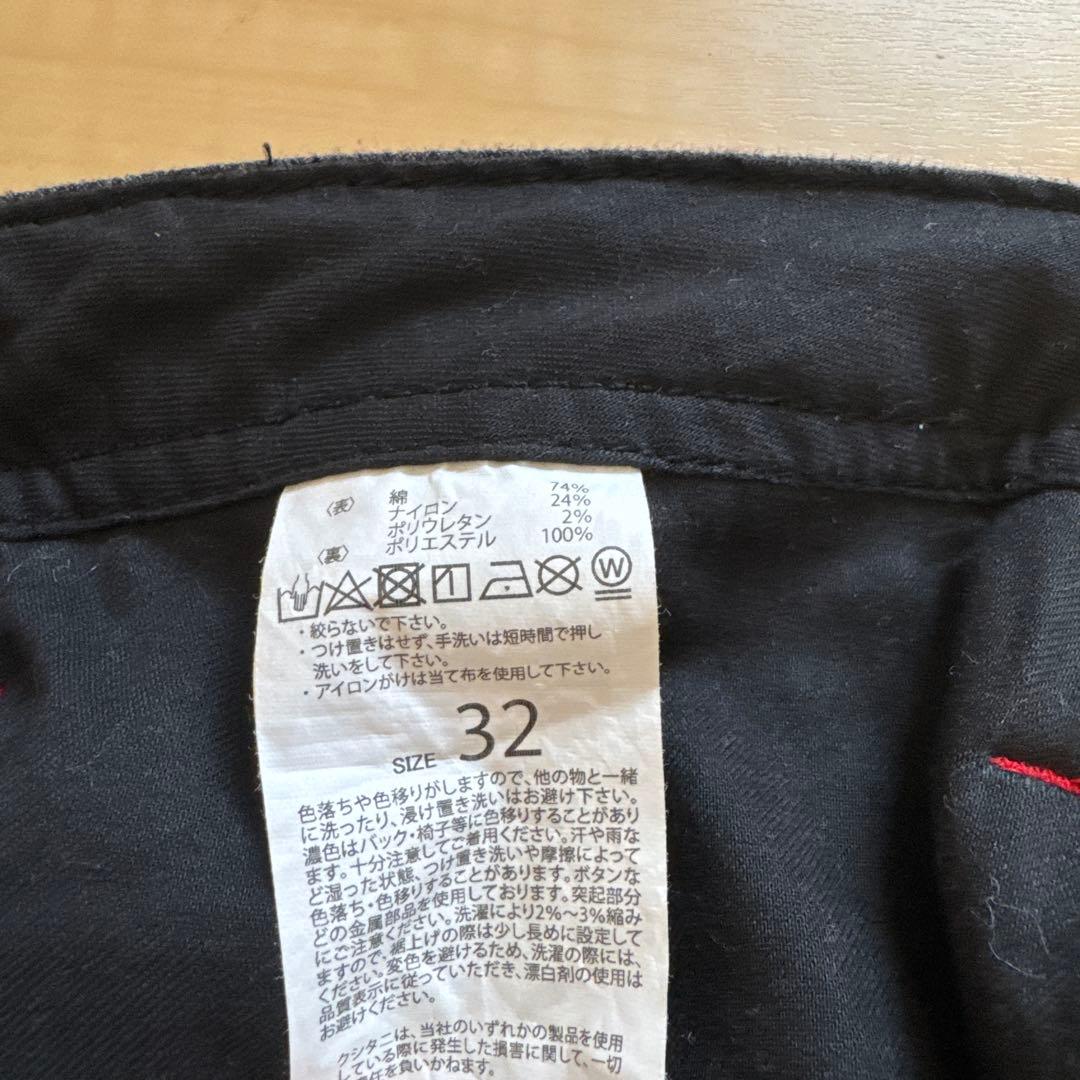 〈表〉 綿 74%
ナイロン 24%
ポリウレタン 2%
〈裏〉 ポリエステル 100%
W
・絞らないで下さい。
・つけ置きはせず、手洗いは短時間で押し
洗いをして下さい。
・アイロンがけは当て布を使用して下さい。
SIZE 32
色落ちや色移りがしますので、他の物と一緒
に洗ったり、浸け置き洗いはお避け下さい。
濃色はバック・椅子等に色移りすることがあり
ます。十分注意してご着用ください。汗や雨な
ど湿った状態、つけ置き洗いや摩擦によって
色落ち・色移りすることがあります。ボタンな
どの金属部品を使用しております。突起部分
にご注意ください。洗濯により2%〜3%縮み
ますので、裾上げの際は少し長めに設定して
ください。変色を避けるため、洗濯の際には、
品質表示に従っていただき、漂白剤の使用は
お避けください。
クシタニは、当社のいずれかの製品を使用
している際に発生した損害に関して、一切
責任を負いかねます。